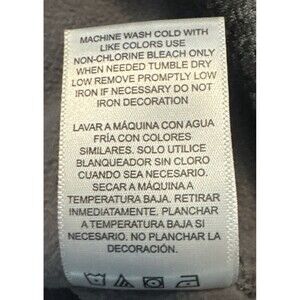 MACHINE WASH COLD WITH
LIKE COLORS USE
NON-CHLORINE BLEACH ONLY
WHEN NEEDED TUMBLE DRY
LOW REMOVE PROMPTLY LOW
IRON IF NECESSARY DO NOT
IRON DECORATION
LAVAR A MÁQUINA CON AGUA
FRÍA CON COLORES
SIMILARES. SOLO UTILICE
BLANQUEADOR SIN CLORO
CUANDO SEA NECESARIO.
SECAR A MÁQUINA A
TEMPERATURA BAJA. RETIRAR
INMEDIATAMENTE. PLANCHAR
A TEMPERATURA BAJA SI
NECESARIO. NO PLANCHAR LA
DECORACIÓN.